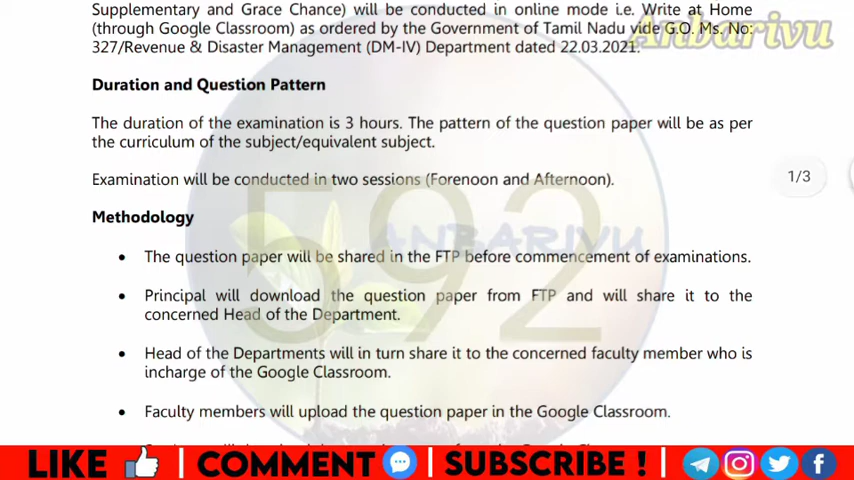 Supplementary and Grace Chance) will be conducted in online mode i.e. Write at Home
(through Google Classroom) as ordered by the Government of Tamil Nadu vide G.O. Ms. No:
327/Revenue & Disaster Management (DM-IV) Department dated 22.03.2021.
Anbarivu
Duration and Question Pattern
The duration of the examination is 3 hours. The pattern of the question paper will be as per
the curriculum of the subject/equivalent subject.
Examination will be conducted in two sessions (Forenoon and Afternoon).
1/3
Methodology
592
ANBARIVU
• The question paper will be shared in the FTP before commencement of examinations.
• Principal will download the question paper from FTP and will share it to the
concerned Head of the Department.
• Head of the Departments will in turn share it to the concerned faculty member who is
incharge of the Google Classroom.
• Faculty members will upload the question paper in the Google Classroom.
LIKE | COMMENT | SUBSCRIBE ! |